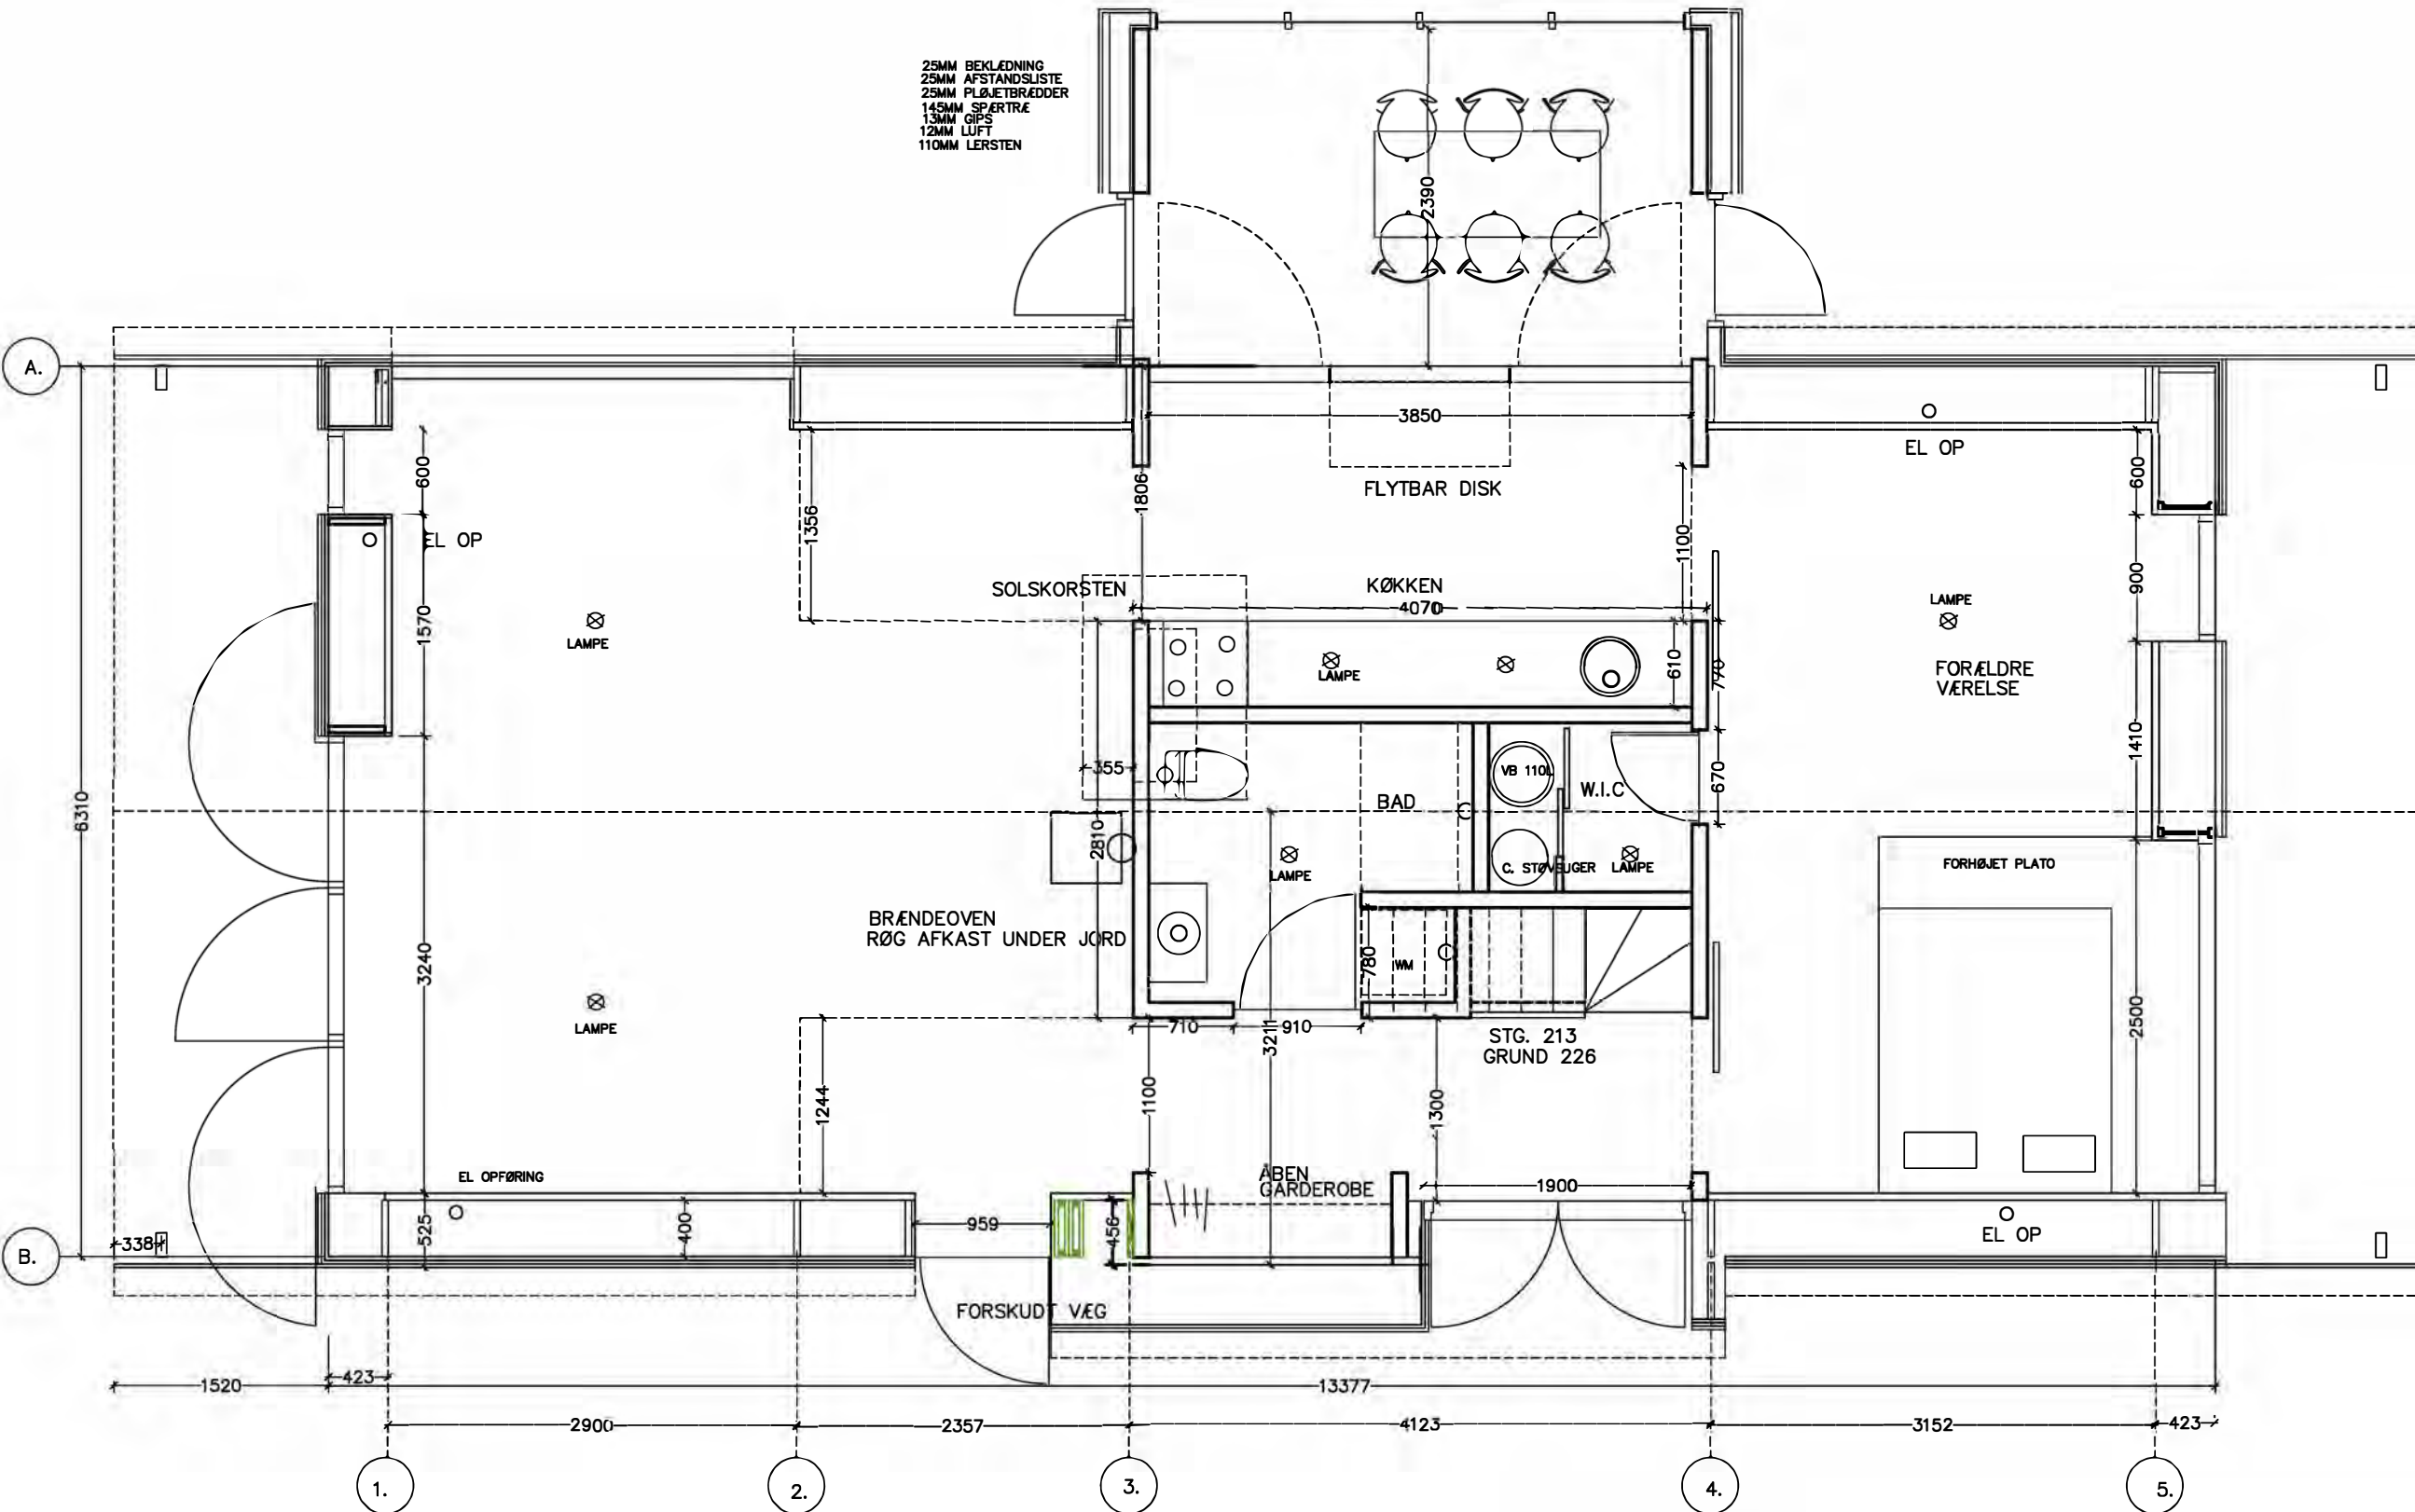 25MM BEKLÆDNING
25MM AFSTANDSLISTE
25MM PLØJETBRÆDDER
145MM SPÆRTRÆ
13MM GIPS
12MM LUFT
110MM LERSTEN
2390
A.
3850
600
EL OP
600
FLYTBAR DISK
1806
1356
EL OP
1100
900
SOLSKORSTEN
KØKKEN
4070
LAMPE
1570
LAMPE
610
770
LAMPE
FORÆLDRE
VÆRELSE
1410
355
VB 110L
W.I.C
670
BAD
6310
2810
LAMPE
C. STØVSUGER
LAMPE
FORHØJET PLATO
BRÆNDEOVEN
RØG AFKAST UNDER JORD
3240
780
WM
2500
LAMPE
710
910
3211
STG. 213
GRUND 226
1100
1244
1300
EL OPFØRING
ÅBEN
GARDEROBE
1900
525
400
959
456
338
B.
EL OP
FORSKUDT VÆG
1520
423
13377
2900
2357
4123
3152
423
1.
2.
3.
4.
5.